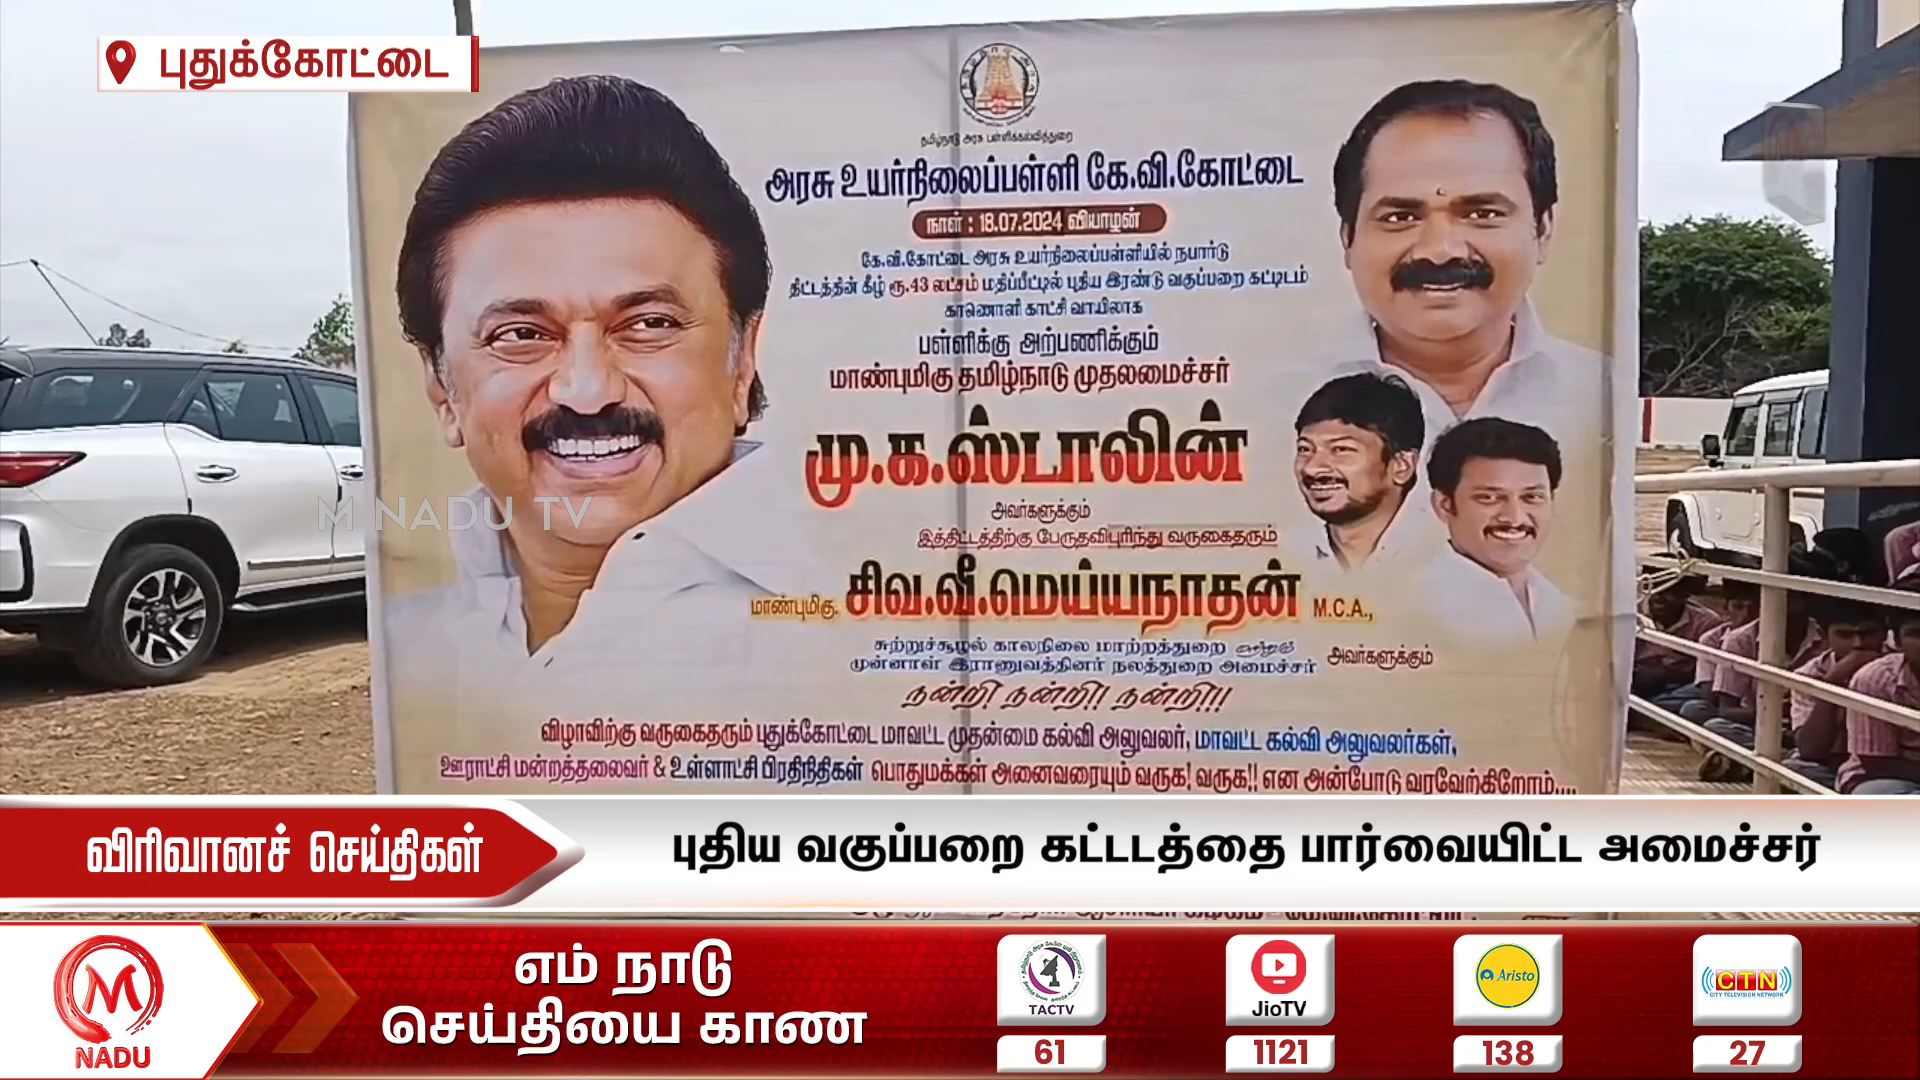 புதுக்கோட்டை
தமிழ்நாடு அரசு பள்ளிக்கல்வித்துறை
அரசு உயர்நிலைப்பள்ளி கே.வி.கோட்டை
நாள் : 18.07.2024 வியாழன்
கே.வி.கோட்டை அரசு உயர்நிலைப்பள்ளியில் நபார்டு
திட்டத்தின் கீழ் ரூ.43 லட்சம் மதிப்பீட்டில் புதிய இரண்டு வகுப்பறை கட்டிடம்
காணொளி காட்சி வாயிலாக
பள்ளிக்கு அற்பணிக்கும்
மாண்புமிகு தமிழ்நாடு முதலமைச்சர்
மு.க.ஸ்டாலின்
அவர்களுக்கும்
இத்திட்டத்திற்கு பேருதவிபுரிந்து வருகைதரும்
மாண்புமிகு. சிவ.வீ.மெய்யநாதன் M.C.A.,
சுற்றுச்சூழல் காலநிலை மாற்றத்துறை மற்றும்
முன்னாள் இராணுவத்தினர் நலத்துறை அமைச்சர் அவர்களுக்கும்
நன்றி! நன்றி!! நன்றி!!!
விழாவிற்கு வருகைதரும் புதுக்கோட்டை மாவட்ட முதன்மை கல்வி அலுவலர், மாவட்ட கல்வி அலுவலர்கள்,
ஊராட்சி மன்றத்தலைவர் & உள்ளாட்சி பிரதிநிதிகள் பொதுமக்கள் அனைவரையும் வருக! வருக!! என அன்போடு வரவேற்கிறோம்....
M NADU TV
விரிவானச் செய்திகள்
புதிய வகுப்பறை கட்டடத்தை பார்வையிட்ட அமைச்சர்
M
NADU
எம் நாடு
செய்தியை காண
TACTV
61
JioTV
1121
Aristo
138
CTN
CITY TELEVISION NETWORK
27